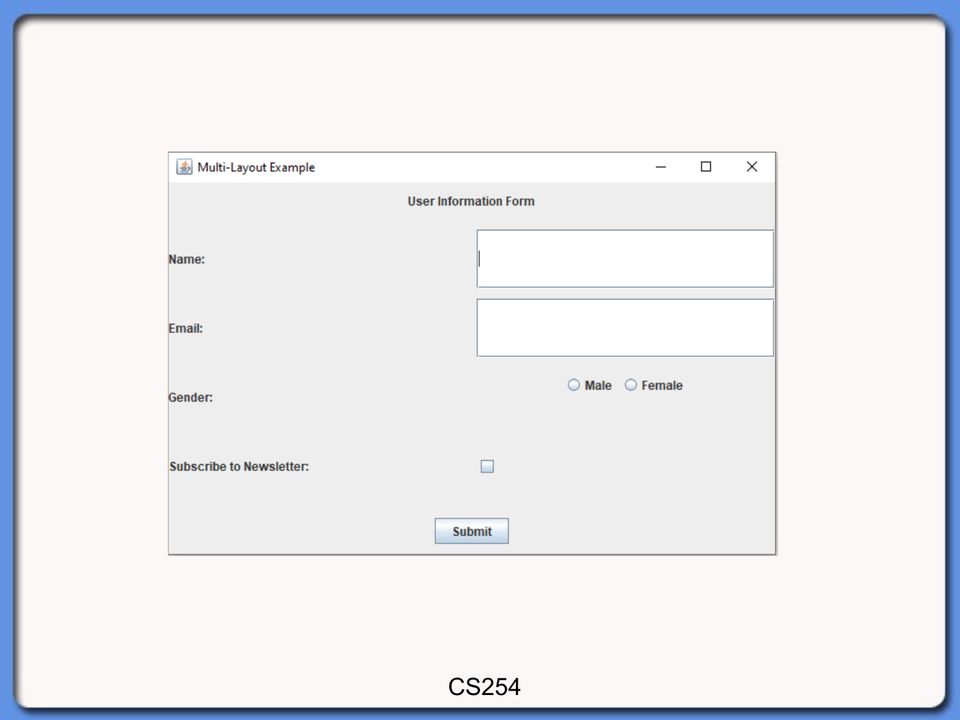 Multi-Layout Example
User Information Form
Name:
Email:
Gender:
Male Female
Subscribe to Newsletter:
Submit
CS254